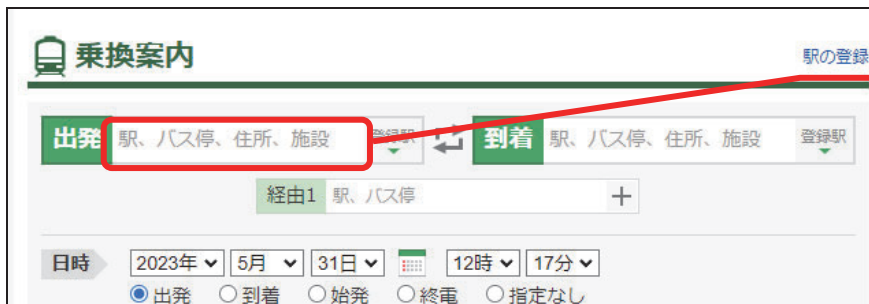 乗換案内
駅の登録
出発 駅、バス停、住所、施設 登録駅 到着 駅、バス停、住所、施設 登録駅
経由1 駅、バス停 +
日時 2023年 5月 31日 12時 17分
出発 到着 始発 終電 指定なし